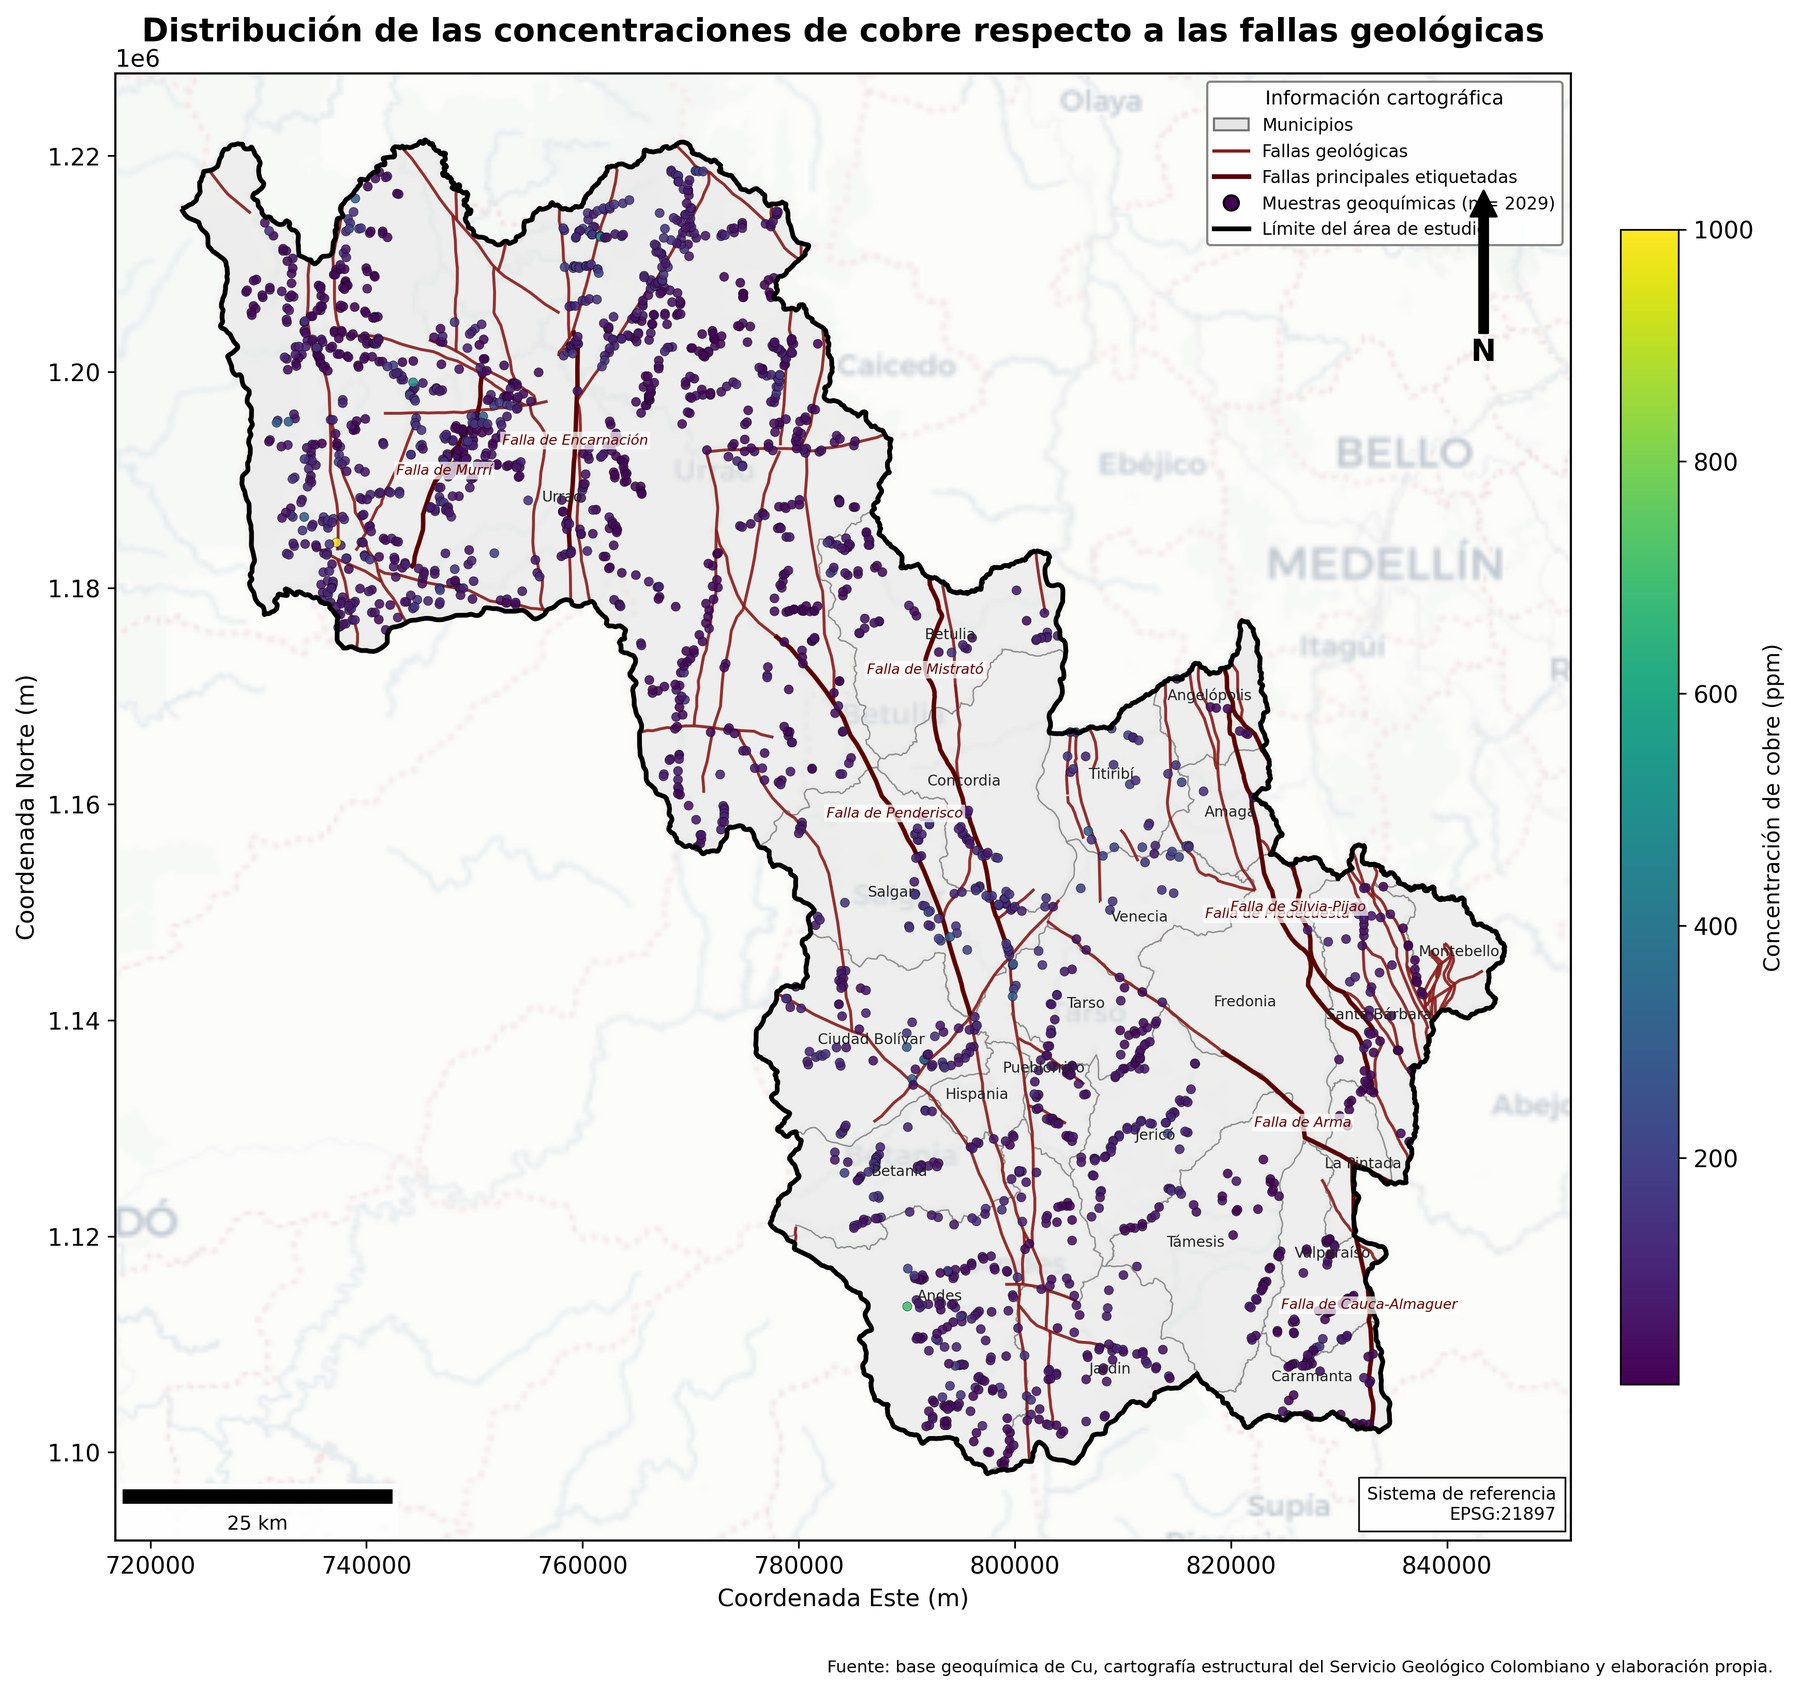 Distribución de las concentraciones de cobre respecto a las fallas geológicas
1e6
Olaya
Información cartográfica
Municipios
Fallas geológicas
Fallas principales etiquetadas
Muestras geoquímicas (n = 2029)
Límite del área de estudio
N
1.22
1.20
1.18
1.16
1.14
1.12
1.10
Coordenada Norte (m)
Caicedo
BELLO
Ebéjico
Falla de Encarnación
Falla de Murrí
Urrao
Urrao
MEDELLÍN
Itagüí
Betulia
Falla de Mistrató
Angelópolis
Betulia
Titiribí
Concordia
Amagá
Falla de Penderisco
Salgar
Venecia
Falla de Silvia-Pijao
Montebello
Tarso
Tarso
Fredonia
Santa Bárbara
Ciudad Bolívar
Pueblorrico
Hispania
Falla de Arma
Jericó
Betania
Betania
La Pintada
Támesis
Valparaíso
Andes
Falla de Cauca-Almaguer
Jardín
Caramanta
Supía
25 km
Sistema de referencia
EPSG:21897
720000 740000 760000 780000 800000 820000 840000
Coordenada Este (m)
1000
800
600
400
200
Concentración de cobre (ppm)
Fuente: base geoquímica de Cu, cartografía estructural del Servicio Geológico Colombiano y elaboración propia.